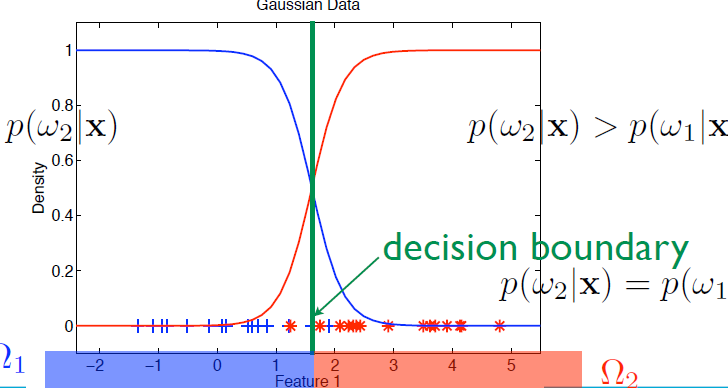 Gaussian Data
1
0.8
p(ω₂|x)
p(ω₂|x) > p(ω₁|x
0.6
Density
0.4
decision boundary
0.2
p(ω₂|x) = p(ω₁
0
Ω₁
−2 −1 0 1 2 3 4 5
Feature 1
Ω₂